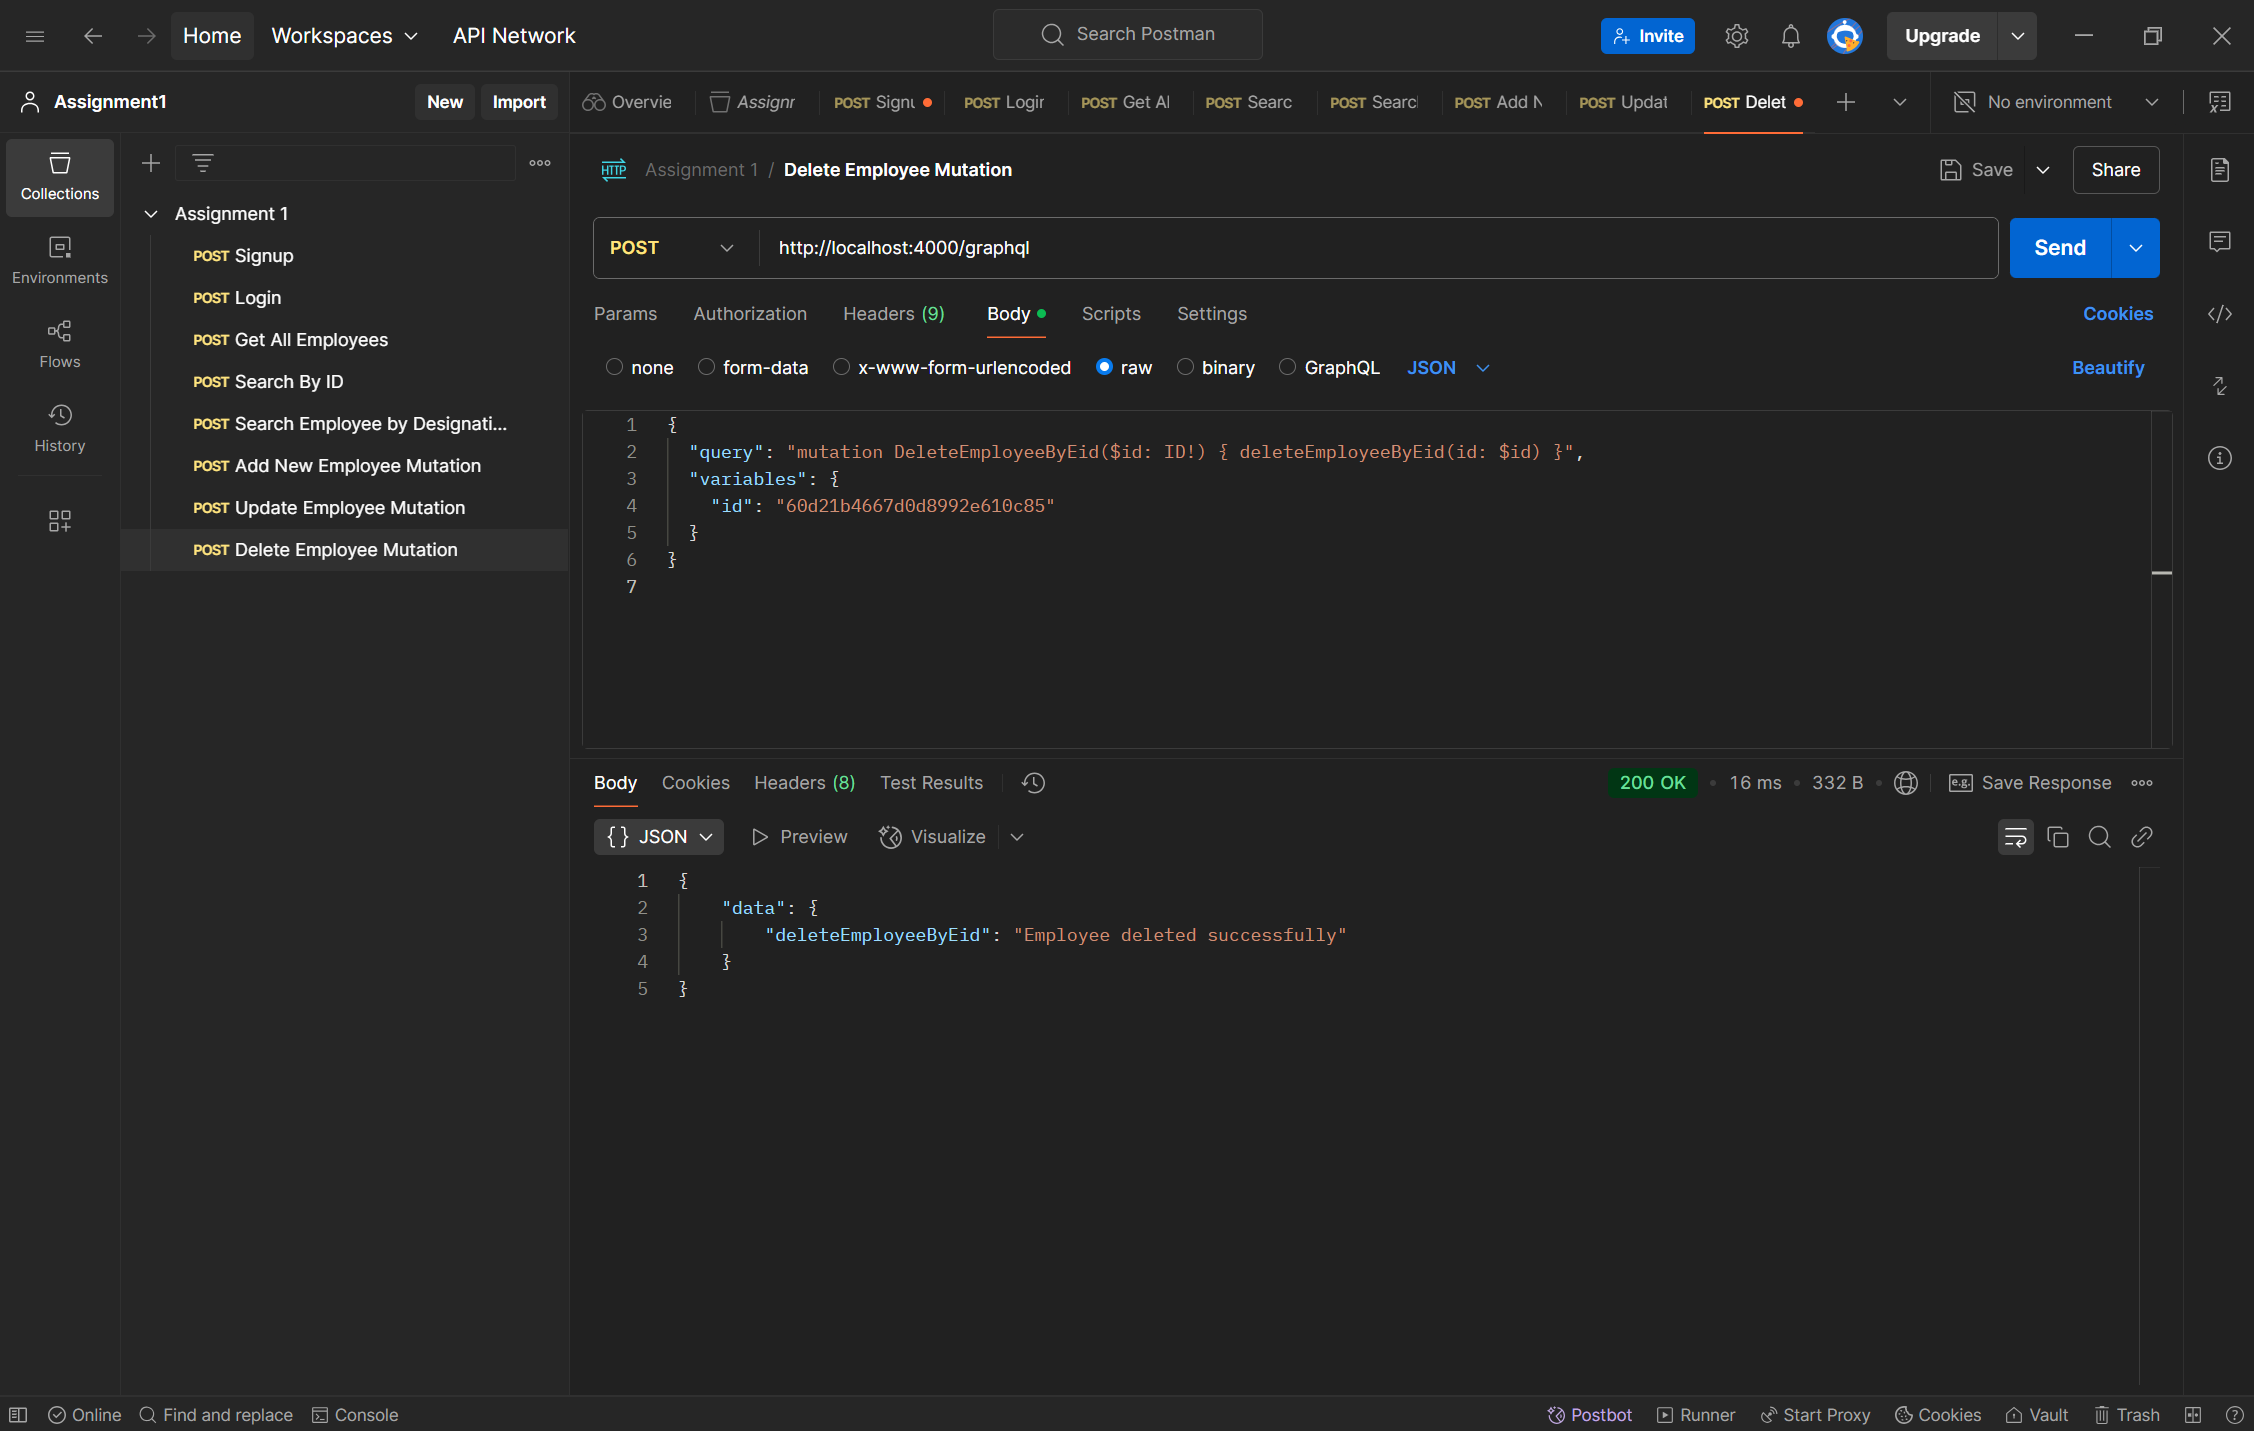 Home Workspaces API Network Search Postman Invite Upgrade
Assignment1 New Import
Overvie Assignr POST Signu POST Login POST Get Al POST Searc POST Searcl POST Add N POST Updat POST Delet No environment
Collections
Environments
Flows
History
Assignment 1
POST Signup
POST Login
POST Get All Employees
POST Search By ID
POST Search Employee by Designati...
POST Add New Employee Mutation
POST Update Employee Mutation
POST Delete Employee Mutation
HTTP Assignment 1 / Delete Employee Mutation Save Share
POST http://localhost:4000/graphql Send
Params Authorization Headers (9) Body Scripts Settings Cookies
none form-data x-www-form-urlencoded raw binary GraphQL JSON Beautify
1 {
2 "query": "mutation DeleteEmployeeByEid($id: ID!) { deleteEmployeeByEid(id: $id) }",
3 "variables": {
4 "id": "60d21b4667d0d8992e610c85"
5 }
6 }
7
Body Cookies Headers (8) Test Results 200 OK • 16 ms • 332 B • e.g. Save Response
{} JSON Preview Visualize
1 {
2 "data": {
3 "deleteEmployeeByEid": "Employee deleted successfully"
4 }
5 }
Online Find and replace Console Postbot Runner Start Proxy Cookies Vault Trash